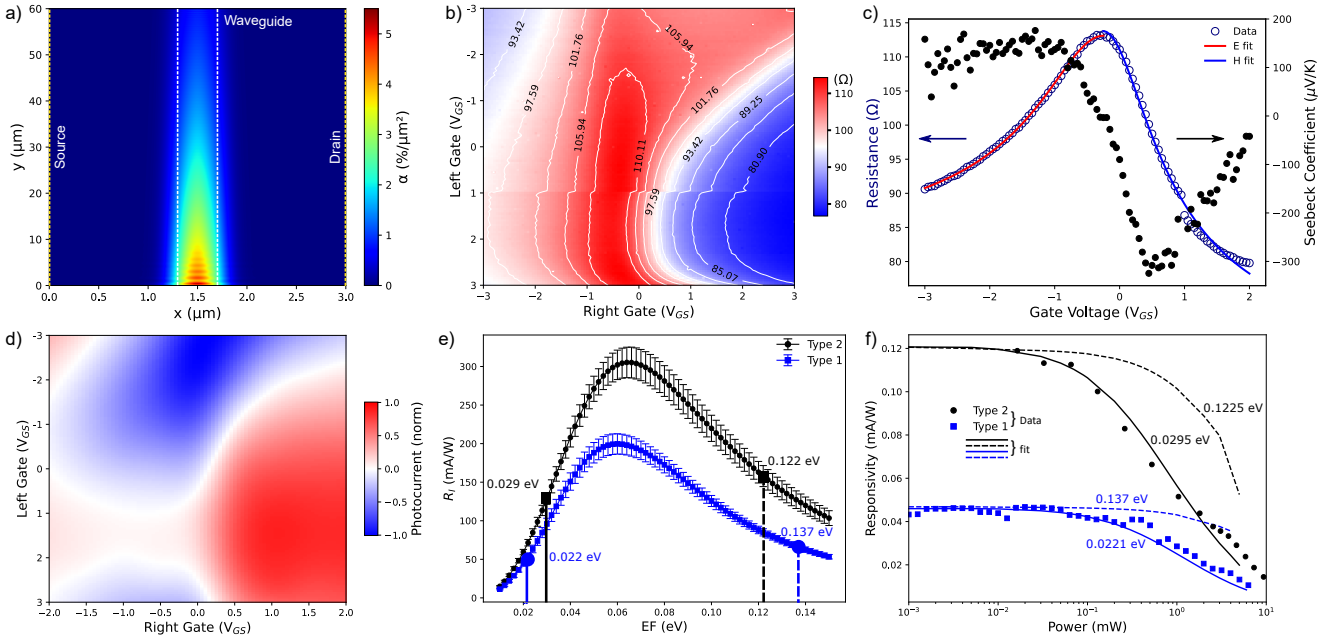 a)
Waveguide
Source
Drain
y (μm)
60
50
40
30
20
10
0
0.0
0.5
1.0
1.5
2.0
2.5
3.0
x (μm)
5
4
3
2
1
0
α (%/μm²)
b)
93.42
101.76
105.94
97.59
105.94
101.76
89.25
93.42
80.90
110.11
97.59
85.07
Left Gate (V_GS)
−3
−2
−1
0
1
2
3
−3
−2
−1
0
1
2
3
Right Gate (V_GS)
(Ω)
110
100
90
80
c)
Data
E fit
H fit
Resistance (Ω)
115
110
105
100
95
90
85
80
−3
−2
−1
0
1
2
Gate Voltage (V_GS)
200
100
0
−100
−200
−300
Seebeck Coefficient (μV/K)
d)
Left Gate (V_GS)
-3
-2
-1
0
1
2
3
−2.0
−1.5
−1.0
−0.5
0.0
0.5
1.0
1.5
2.0
Right Gate (V_GS)
1.0
0.5
0.0
−0.5
−1.0
Photocurrent (norm)
e)
Type 2
Type 1
R_I (mA/W)
300
250
200
150
100
50
0
0.029 eV
0.022 eV
0.122 eV
0.137 eV
0.00
0.02
0.04
0.06
0.08
0.10
0.12
0.14
EF (eV)
f)
Responsivity (mA/W)
0.12
0.10
0.08
0.06
0.04
0.02
0.00
Type 2
Type 1
} Data
} fit
0.1225 eV
0.0295 eV
0.137 eV
0.0221 eV
10⁻³
10⁻²
10⁻¹
10⁰
10¹
Power (mW)